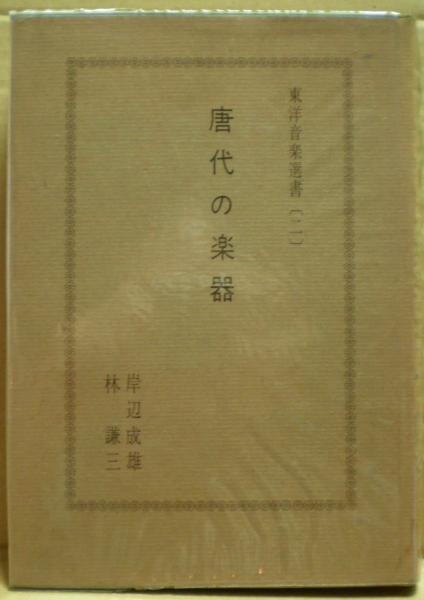 東洋音楽選書〔二〕
唐代の楽器
岸辺成雄
林謙三